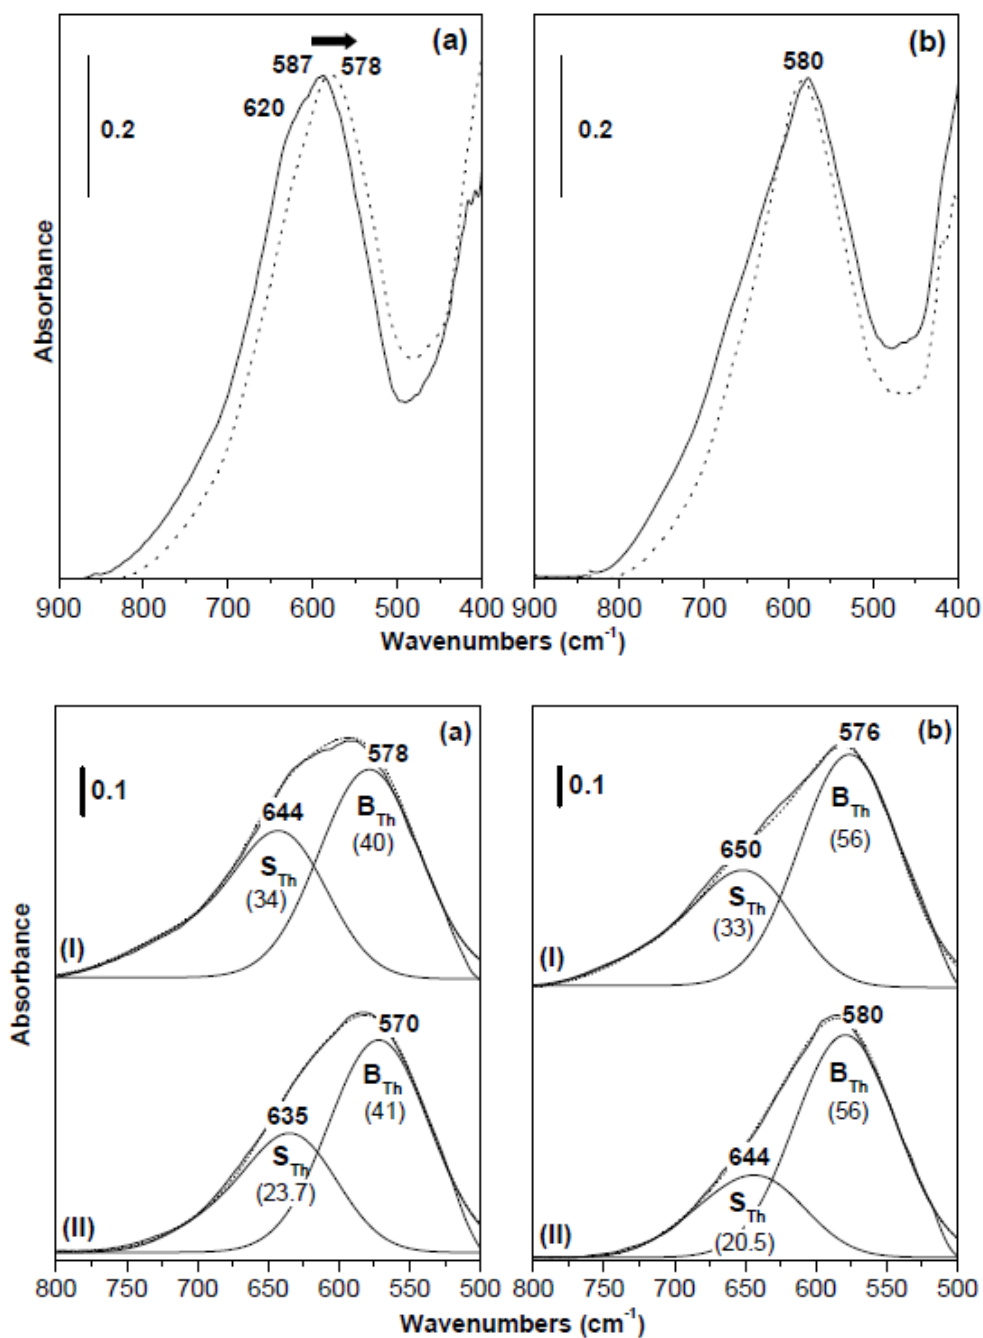 (a)
587
578
620
0.2
(b)
580
0.2
Absorbance
900 800 700 600 500 400
900 800 700 600 500 400
Wavenumbers (cm⁻¹)
(a)
578
0.1
644
B_Th
(40)
S_Th
(34)
(I)
570
B_Th
(41)
635
S_Th
(23.7)
(II)
(b)
576
0.1
B_Th
(56)
650
S_Th
(33)
(I)
580
B_Th
(56)
644
S_Th
(20.5)
(II)
Absorbance
800 750 700 650 600 550 500
800 750 700 650 600 550 500
Wavenumbers (cm⁻¹)